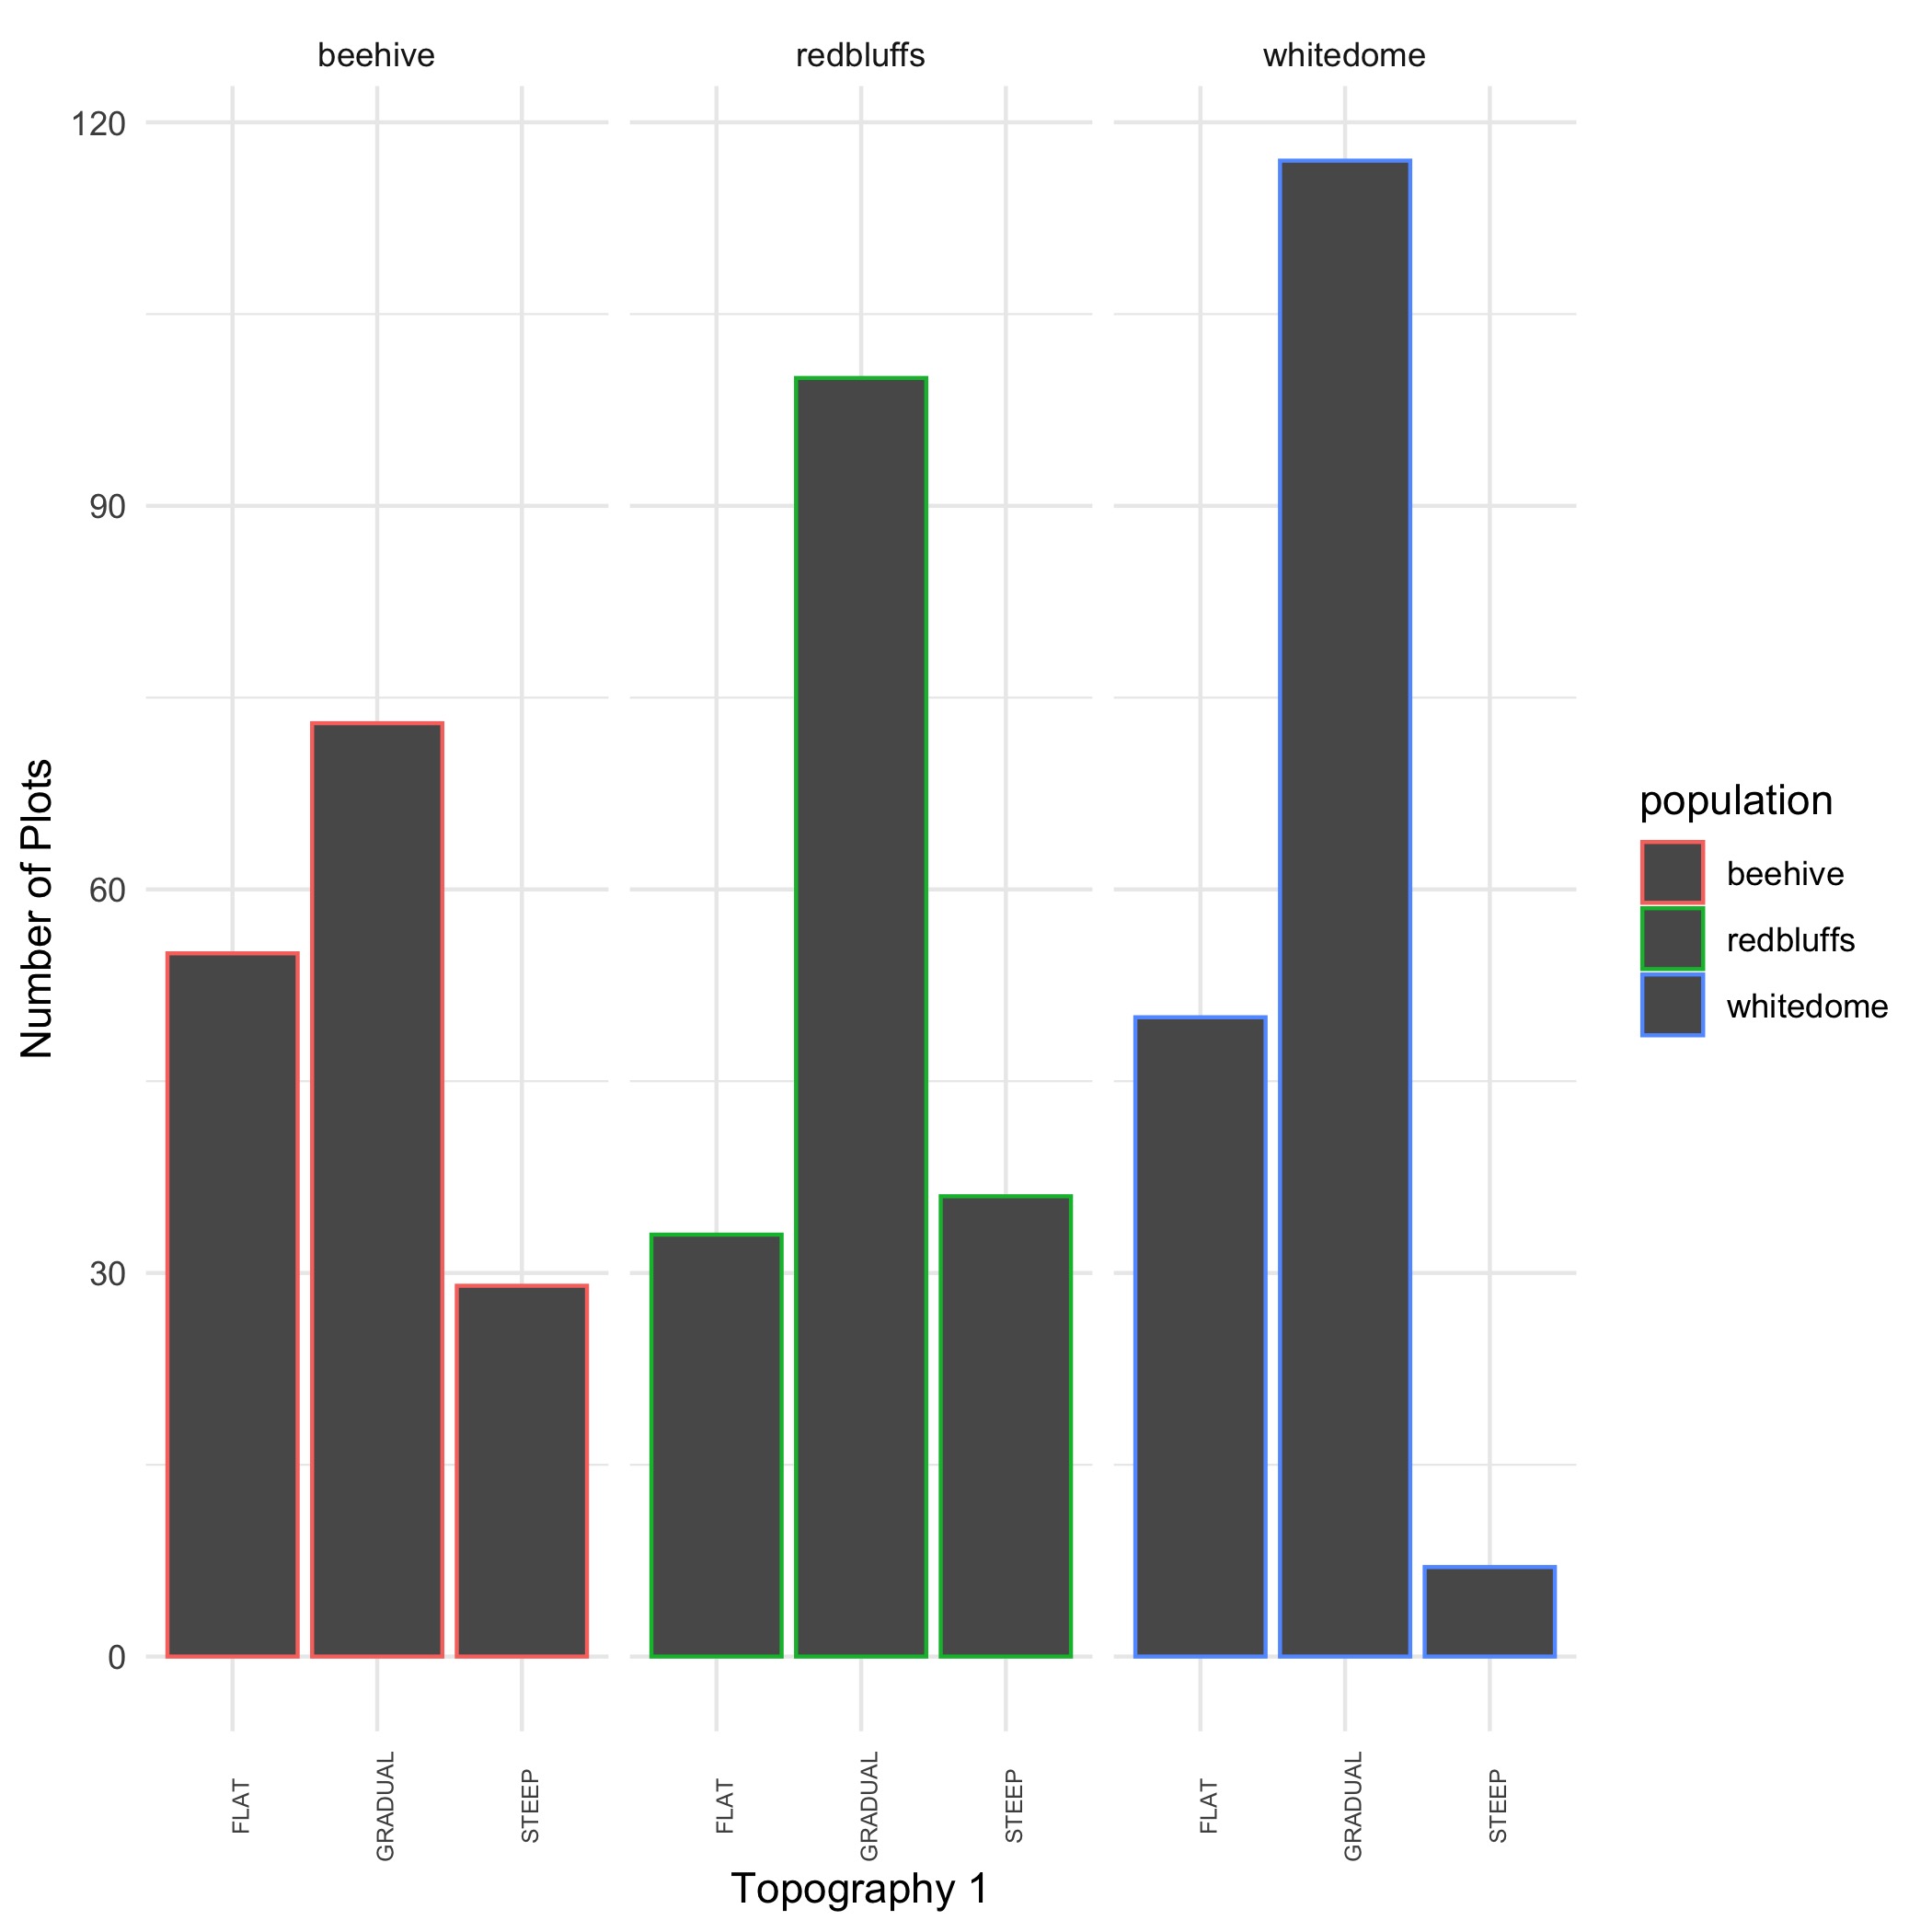 beehive redbluffs whitedome
120
90
60
30
0
Number of Plots
FLAT GRADUAL STEEP FLAT GRADUAL STEEP FLAT GRADUAL STEEP
Topography 1
population
beehive
redbluffs
whitedome